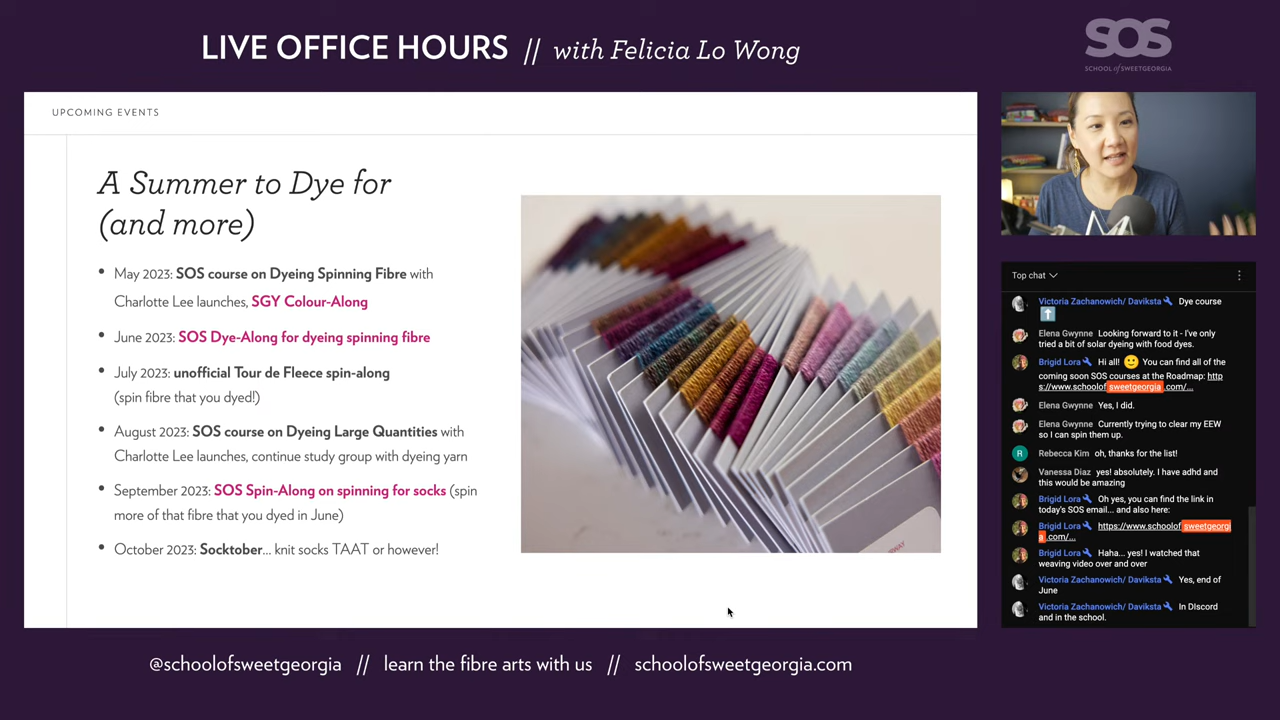 LIVE OFFICE HOURS // with Felicia Lo Wong
SOS
SCHOOL of SWEETGEORGIA
UPCOMING EVENTS
A Summer to Dye for
(and more)
• May 2023: SOS course on Dyeing Spinning Fibre with
Charlotte Lee launches, SGY Colour-Along
• June 2023: SOS Dye-Along for dyeing spinning fibre
• July 2023: unofficial Tour de Fleece spin-along
(spin fibre that you dyed!)
• August 2023: SOS course on Dyeing Large Quantities with
Charlotte Lee launches, continue study group with dyeing yarn
• September 2023: SOS Spin-Along on spinning for socks (spin
more of that fibre that you dyed in June)
• October 2023: Socktober... knit socks TAAT or however!
Top chat
Victoria Zachanowich/ Daviksta Dye course
Elena Gwynne Looking forward to it - I've only
tried a bit of solar dyeing with food dyes.
Brigid Lora Hi all! 🙂 You can find all of the
coming soon SOS courses at the Roadmap: http
s://www.schoolofsweetgeorgia.com/...
Elena Gwynne Yes, I did.
Elena Gwynne Currently trying to clear my EEW
so I can spin them up.
R Rebecca Kim oh, thanks for the list!
Vanessa Diaz yes! absolutely. I have adhd and
this would be amazing
Brigid Lora Oh yes, you can find the link in
today's SOS email... and also here:
Brigid Lora https://www.schoolofsweetgeorgi
a.com/...
Brigid Lora Haha... yes! I watched that
weaving video over and over
Victoria Zachanowich/ Daviksta Yes, end of
June
Victoria Zachanowich/ Daviksta In DIscord
and in the school.
@schoolofsweetgeorgia // learn the fibre arts with us // schoolofsweetgeorgia.com